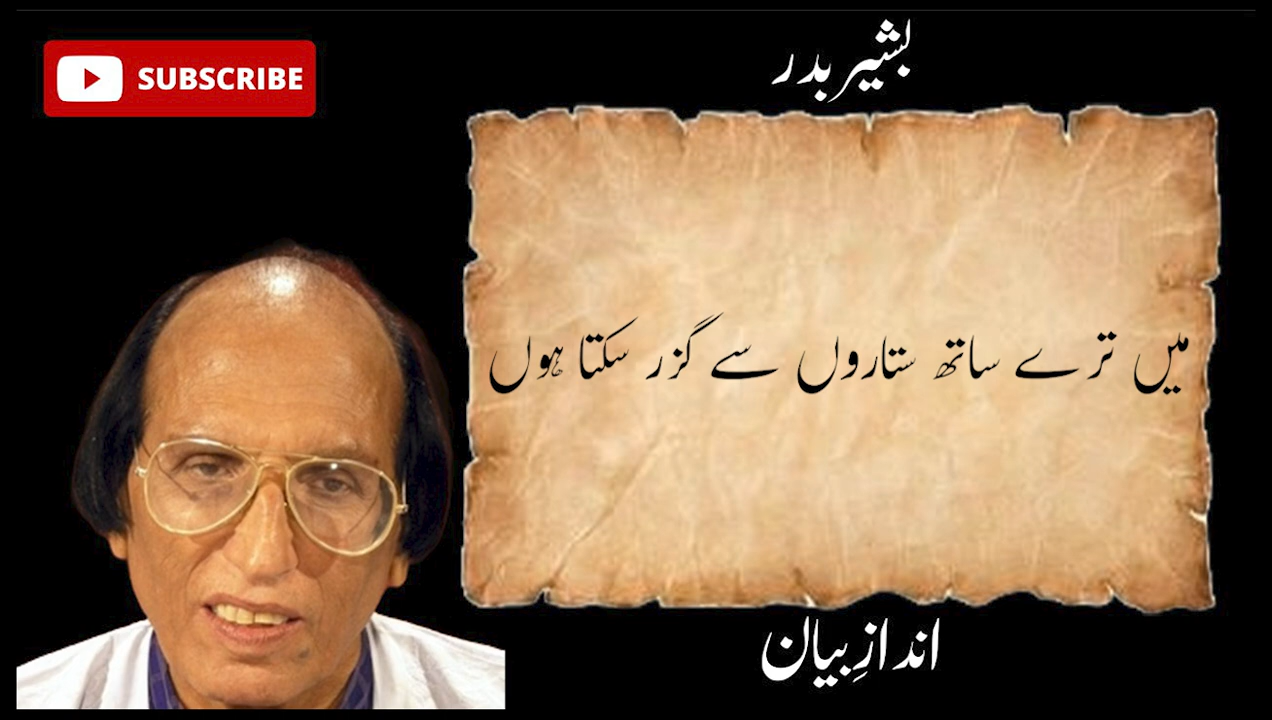 SUBSCRIBE
بشیر بدر
میں ترے ساتھ ستاروں سے گزر سکتا ہوں
اندازِ بیان